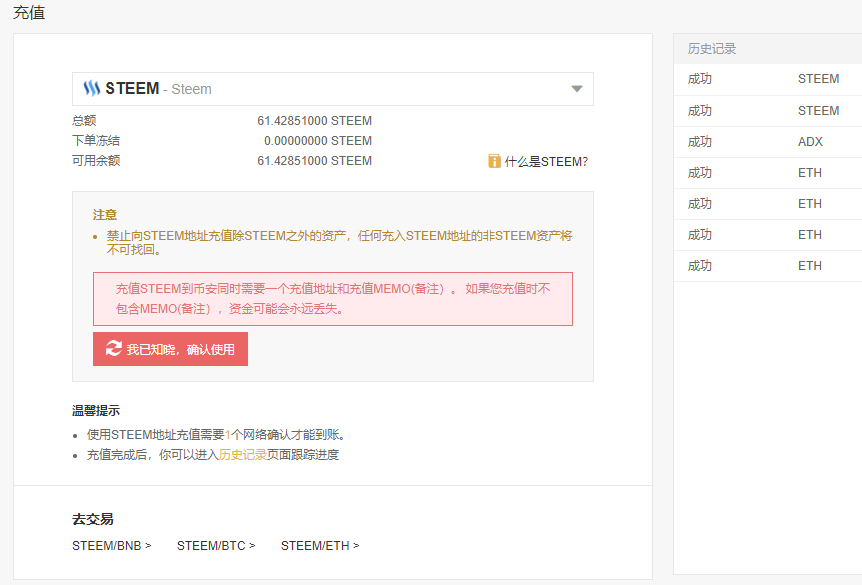 充值
STEEM - Steem
总额 61.42851000 STEEM
下单冻结 0.00000000 STEEM
可用余额 61.42851000 STEEM
什么是STEEM?
注意
禁止向STEEM地址充值除STEEM之外的资产，任何充入STEEM地址的非STEEM资产将
不可找回。
充值STEEM到币安同时需要一个充值地址和充值MEMO(备注）。 如果您充值时不
包含MEMO(备注），资金可能会永远丢失。
我已知晓，确认使用
温馨提示
使用STEEM地址充值需要1个网络确认才能到账。
充值完成后，你可以进入历史记录页面跟踪进度
去交易
STEEM/BNB > STEEM/BTC > STEEM/ETH >
历史记录
成功 STEEM
成功 STEEM
成功 ADX
成功 ETH
成功 ETH
成功 ETH
成功 ETH